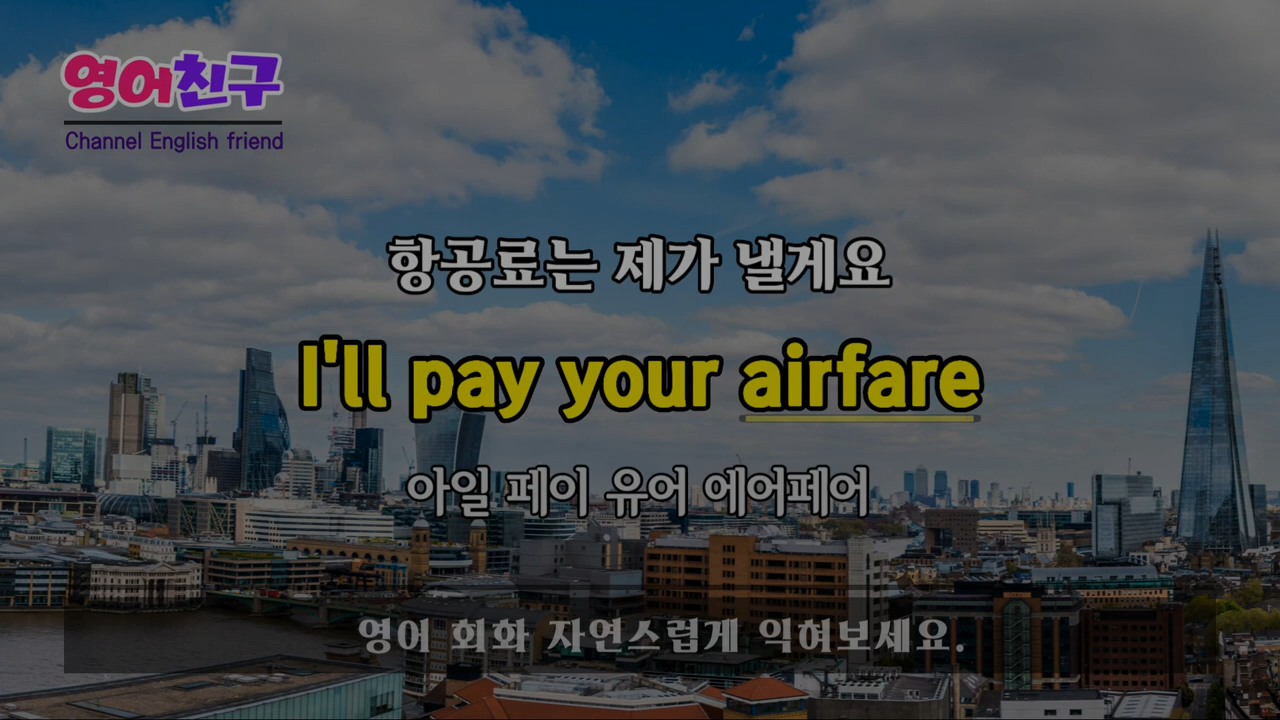 영어친구
Channel English friend
항공료는 제가 낼게요
I'll pay your airfare
아일 페이 유어 에어페어
영어 회화 자연스럽게 익혀보세요.